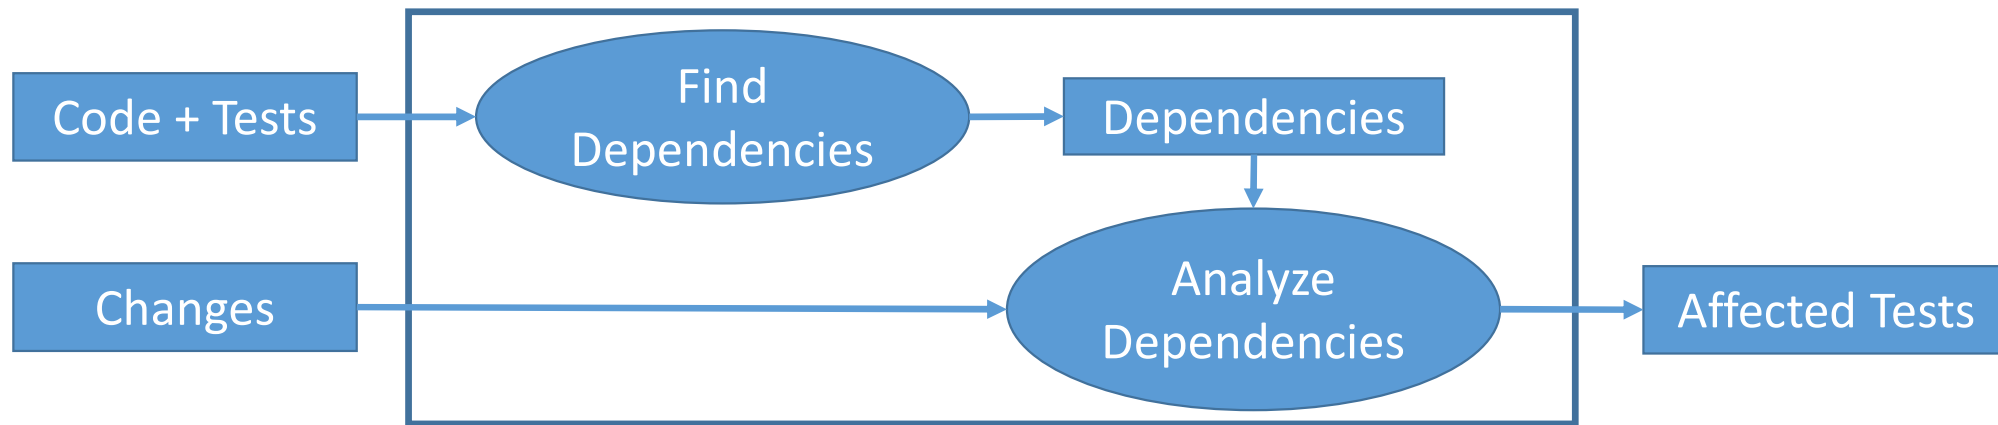 Code + Tests
Find
Dependencies
Dependencies
Changes
Analyze
Dependencies
Affected Tests